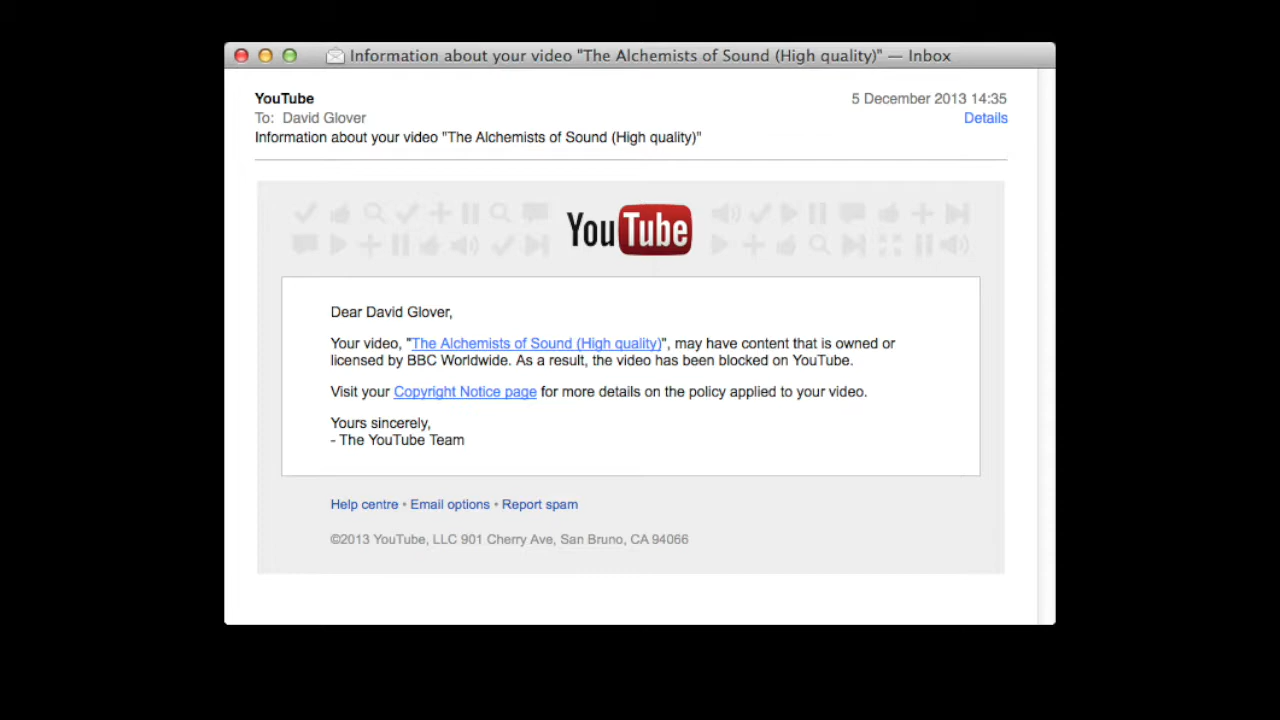 Information about your video "The Alchemists of Sound (High quality)" — Inbox
YouTube
5 December 2013 14:35
To: David Glover
Details
Information about your video "The Alchemists of Sound (High quality)"
YouTube
Dear David Glover,
Your video, "The Alchemists of Sound (High quality)", may have content that is owned or
licensed by BBC Worldwide. As a result, the video has been blocked on YouTube.
Visit your Copyright Notice page for more details on the policy applied to your video.
Yours sincerely,
- The YouTube Team
Help centre • Email options • Report spam
©2013 YouTube, LLC 901 Cherry Ave, San Bruno, CA 94066